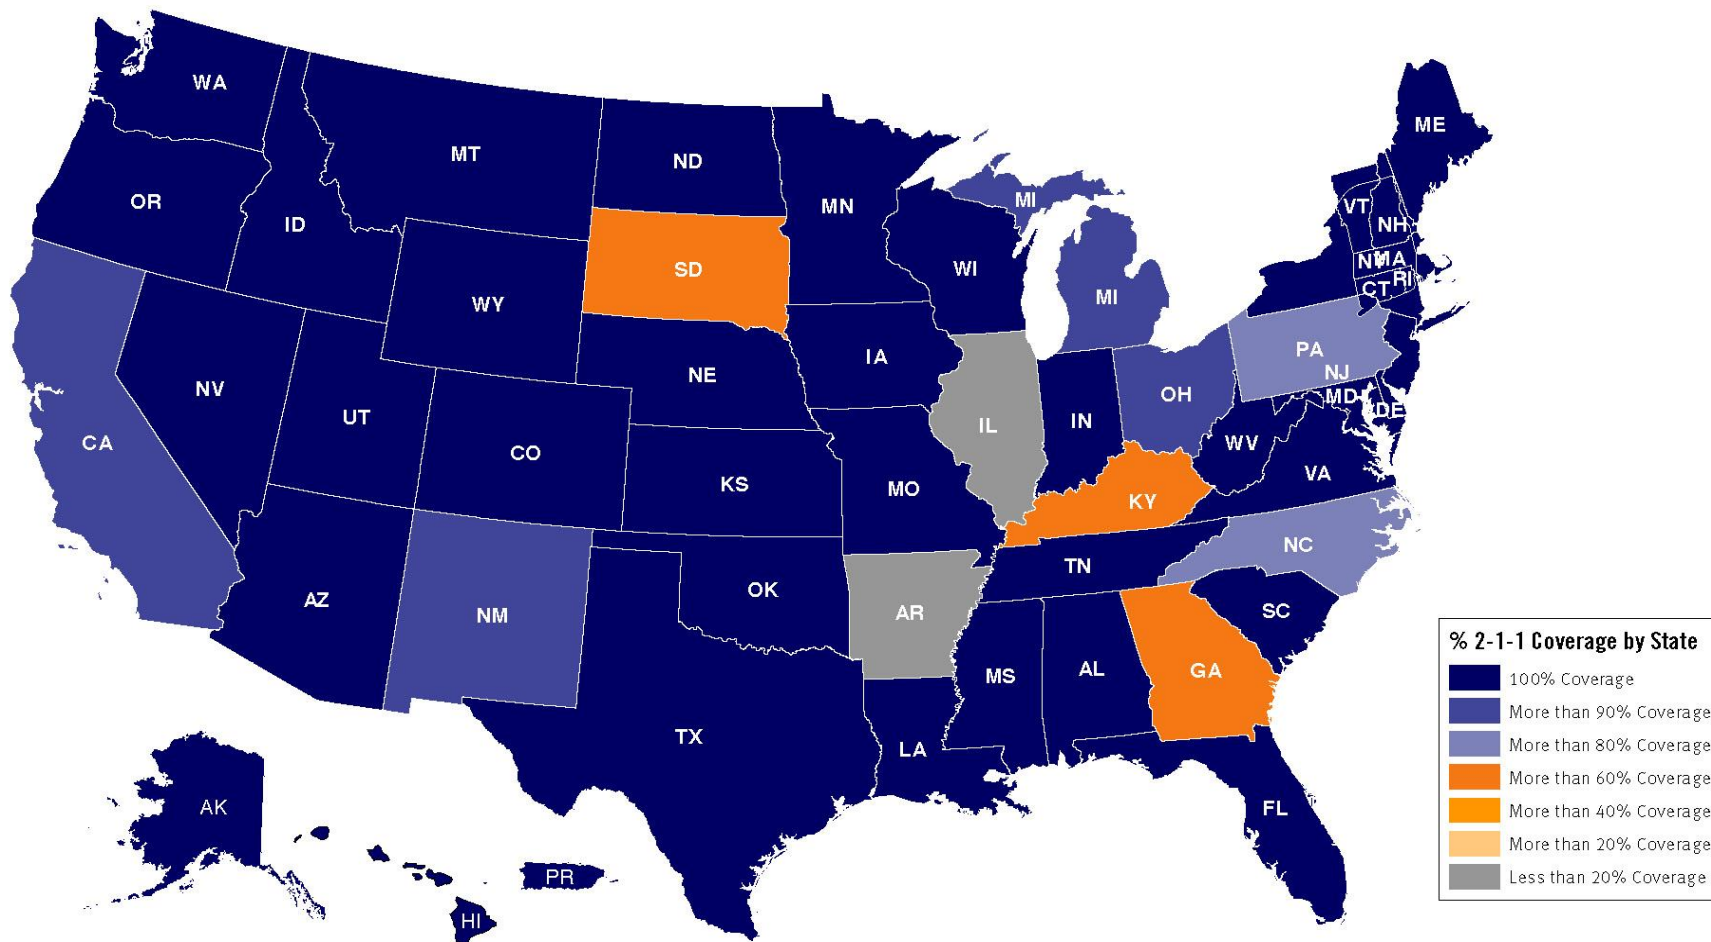 WA
ME
MT
ND
OR
MN
MI
VT
NH
ID
WI
NY
MA
SD
RI
CT
WY
MI
PA
IA
NJ
NE
NV
OH
MD
DE
UT
IN
IL
CA
CO
WV
VA
KS
MO
KY
NC
TN
OK
AZ
SC
AR
NM
MS
AL
GA
TX
LA
AK
FL
PR
HI
% 2-1-1 Coverage by State
100% Coverage
More than 90% Coverage
More than 80% Coverage
More than 60% Coverage
More than 40% Coverage
More than 20% Coverage
Less than 20% Coverage